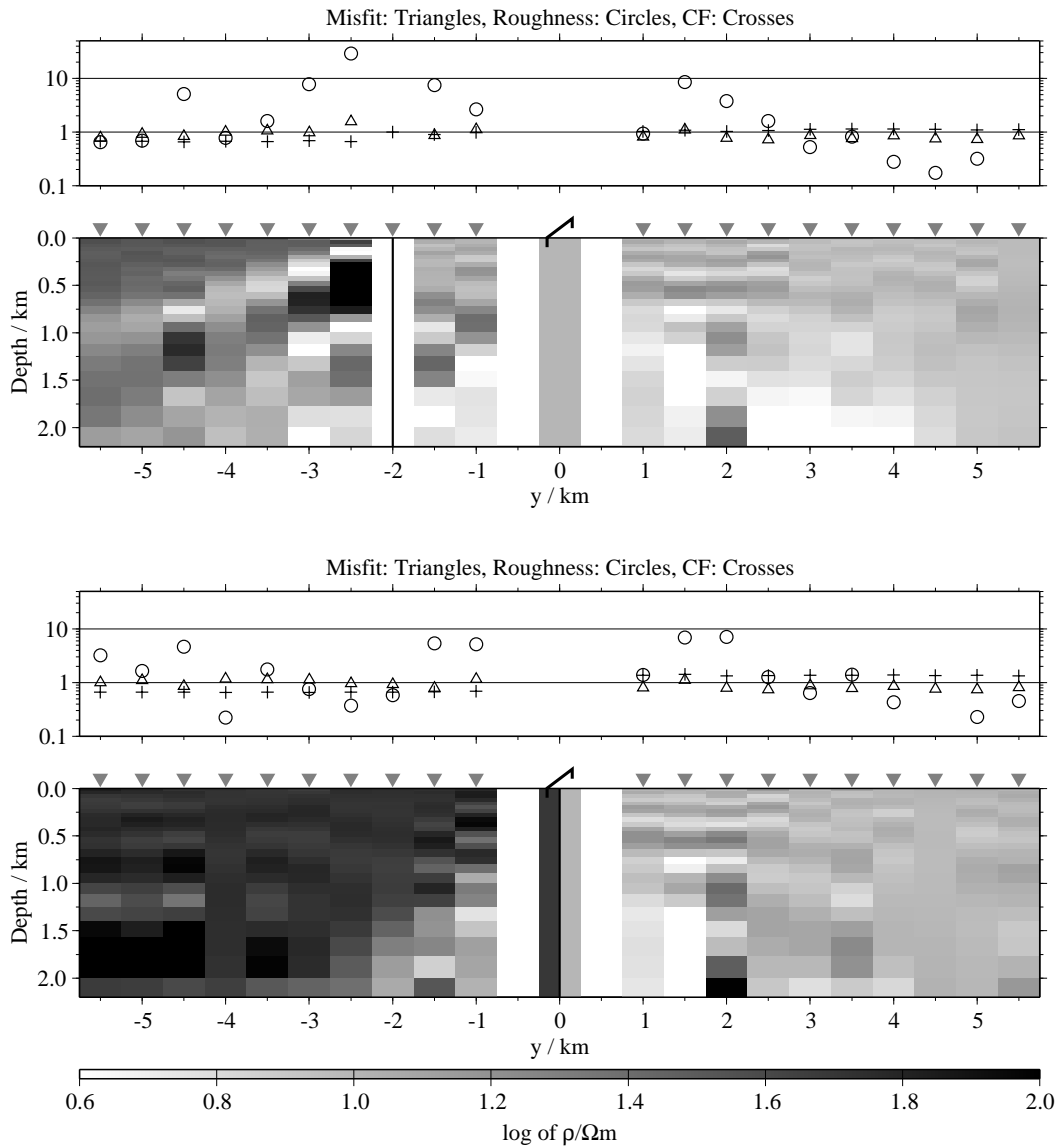 Misfit: Triangles, Roughness: Circles, CF: Crosses
10
1
0.1
0.0
0.5
1.0
1.5
2.0
Depth / km
-5 -4 -3 -2 -1 0 1 2 3 4 5
y / km
Misfit: Triangles, Roughness: Circles, CF: Crosses
10
1
0.1
0.0
0.5
1.0
1.5
2.0
Depth / km
-5 -4 -3 -2 -1 0 1 2 3 4 5
y / km
0.6 0.8 1.0 1.2 1.4 1.6 1.8 2.0
log of ρ/Ωm